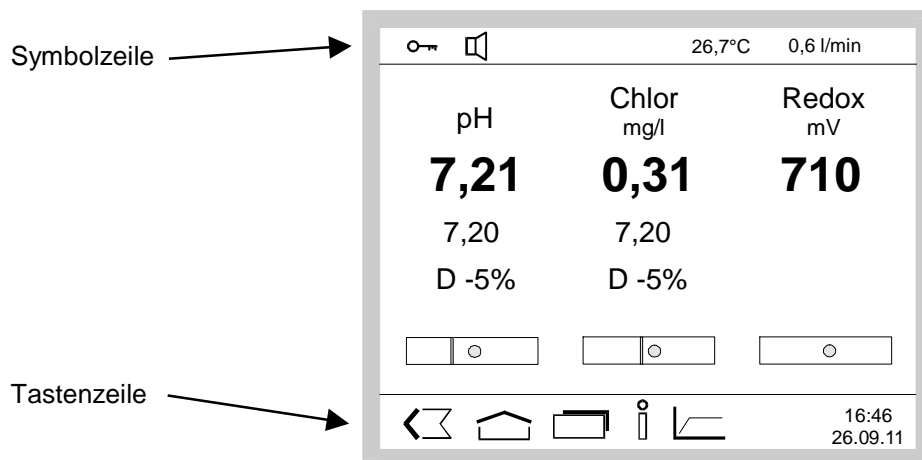 Symbolzeile
26,7°C 0,6 l/min
pH Chlor Redox
mg/l mV
7,21 0,31 710
7,20 7,20
D -5% D -5%
Tastenzeile
16:46
26.09.11